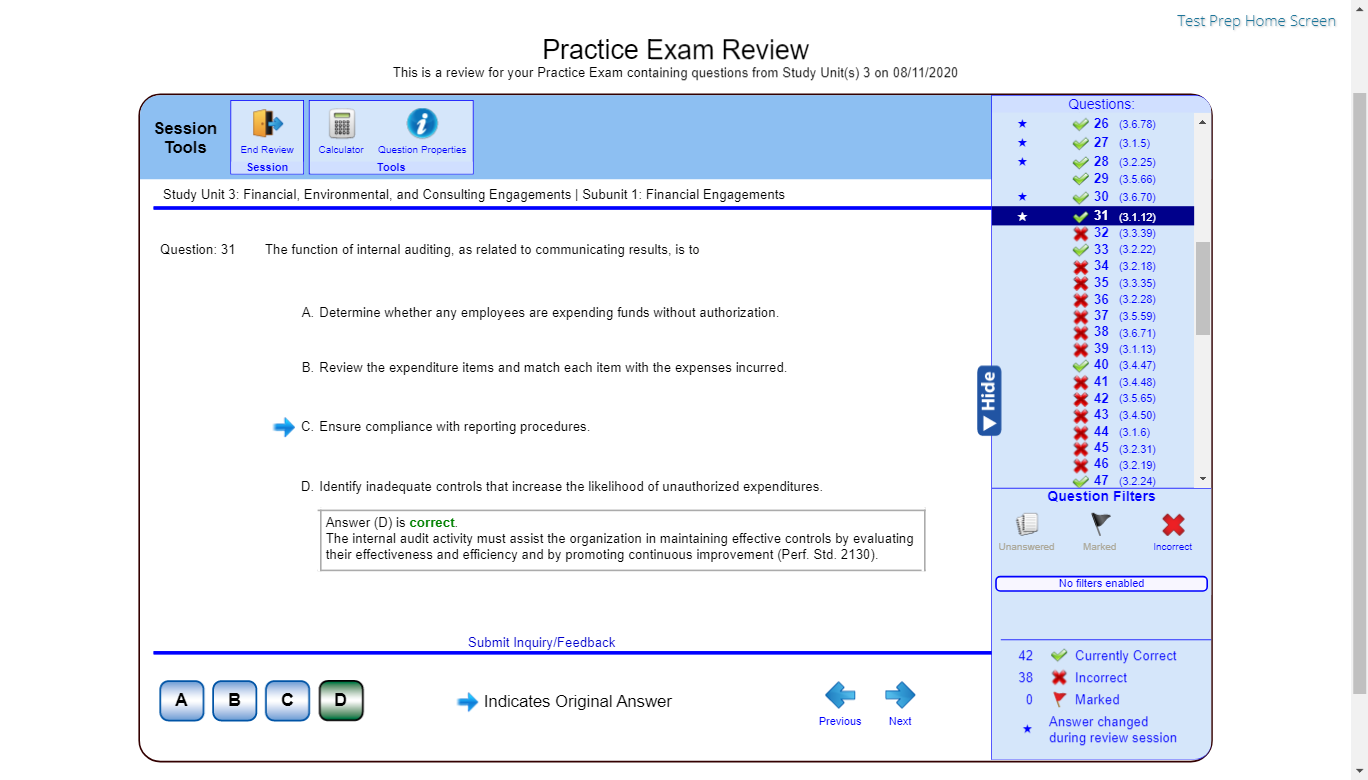 Test Prep Home Screen
Practice Exam Review
This is a review for your Practice Exam containing questions from Study Unit(s) 3 on 08/11/2020
Session Tools
End Review
Session
Calculator Question Properties
Tools
Study Unit 3: Financial, Environmental, and Consulting Engagements | Subunit 1: Financial Engagements
Question: 31 The function of internal auditing, as related to communicating results, is to
A. Determine whether any employees are expending funds without authorization.
B. Review the expenditure items and match each item with the expenses incurred.
C. Ensure compliance with reporting procedures.
D. Identify inadequate controls that increase the likelihood of unauthorized expenditures.
Answer (D) is correct.
The internal audit activity must assist the organization in maintaining effective controls by evaluating
their effectiveness and efficiency and by promoting continuous improvement (Perf. Std. 2130).
Submit Inquiry/Feedback
A B C D
Indicates Original Answer
Previous Next
Hide
Questions:
26 (3.6.78)
27 (3.1.5)
28 (3.2.25)
29 (3.5.66)
30 (3.6.70)
31 (3.1.12)
32 (3.3.39)
33 (3.2.22)
34 (3.2.18)
35 (3.3.35)
36 (3.2.28)
37 (3.5.59)
38 (3.6.71)
39 (3.1.13)
40 (3.4.47)
41 (3.4.48)
42 (3.5.65)
43 (3.4.50)
44 (3.1.6)
45 (3.2.31)
46 (3.2.19)
47 (3.2.24)
Question Filters
Unanswered Marked Incorrect
No filters enabled
42 Currently Correct
38 Incorrect
0 Marked
Answer changed
during review session